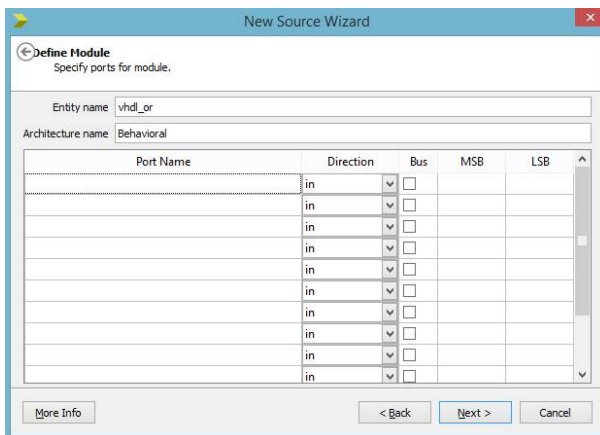 New Source Wizard
Define Module
Specify ports for module.
Entity name vhdl_or
Architecture name Behavioral
Port Name Direction Bus MSB LSB
in
in
in
in
in
in
in
in
in
in
More Info < Back Next > Cancel